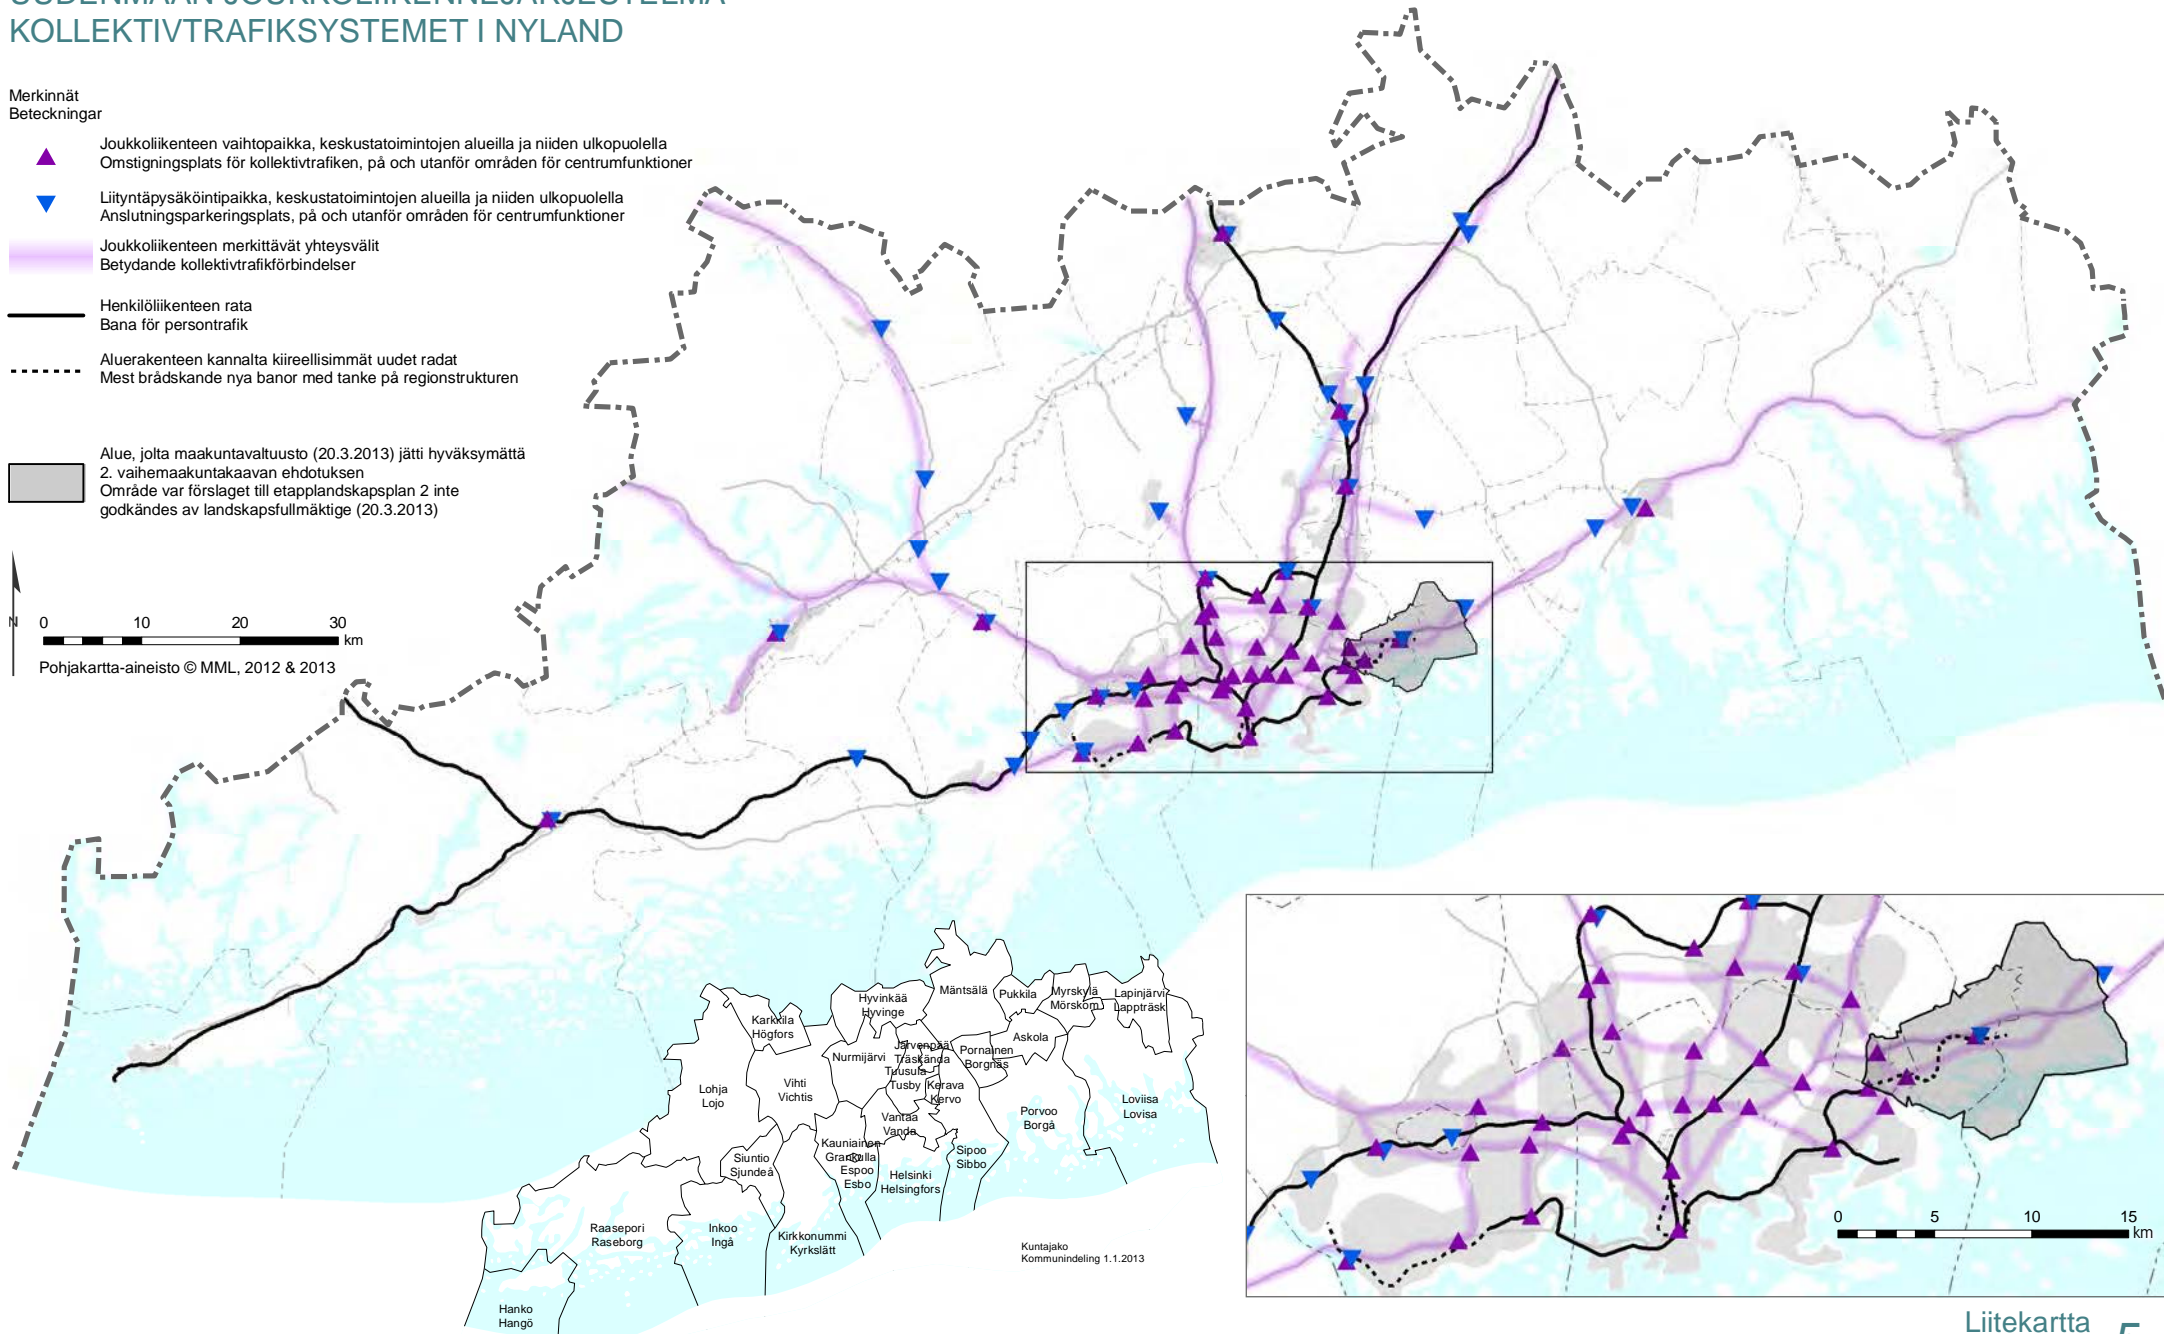 UUDENMAAN JOUKKOLIIKENNEJÄRJESTELMÄ
KOLLEKTIVTRAFIKSYSTEMET I NYLAND
Merkinnät
Beteckningar
Joukkoliikenteen vaihtopaikka, keskustatoimintojen alueilla ja niiden ulkopuolella
Omstigningsplats för kollektivtrafiken, på och utanför områden för centrumfunktioner
Liityntäpysäköintipaikka, keskustatoimintojen alueilla ja niiden ulkopuolella
Anslutningsparkeringsplats, på och utanför områden för centrumfunktioner
Joukkoliikenteen merkittävät yhteysvälit
Betydande kollektivtrafikförbindelser
Henkilöliikenteen rata
Bana för persontrafik
Aluerakenteen kannalta kiireellisimmät uudet radat
Mest brådskande nya banor med tanke på regionstrukturen
Alue, jolta maakuntavaltuusto (20.3.2013) jätti hyväksymättä
2. vaihemaakuntakaavan ehdotuksen
Område var förslaget till etapplandskapsplan 2 inte
godkändes av landskapsfullmäktige (20.3.2013)
N
0 10 20 30
km
Pohjakartta-aineisto © MML, 2012 & 2013
Mäntsälä
Pukkila
Myrskylä
Mörskom
Lapinjärvi
Lappträsk
Hyvinkää
Hyvinge
Karkkila
Högfors
Askola
Järvenpää
Träskända
Nurmijärvi
Pornainen
Borgnäs
Tuusula
Tusby
Kerava
Kervo
Lohja
Lojo
Vihti
Vichtis
Loviisa
Lovisa
Porvoo
Borgå
Vantaa
Vanda
Kauniainen
Grankulla
Espoo
Esbo
Sipoo
Sibbo
Siuntio
Sjundeå
Helsinki
Helsingfors
Raasepori
Raseborg
Inkoo
Ingå
Kirkkonummi
Kyrkslätt
Hanko
Hangö
Kuntajako
Kommunindeling 1.1.2013
0 5 10 15
km
Liitekartta 5